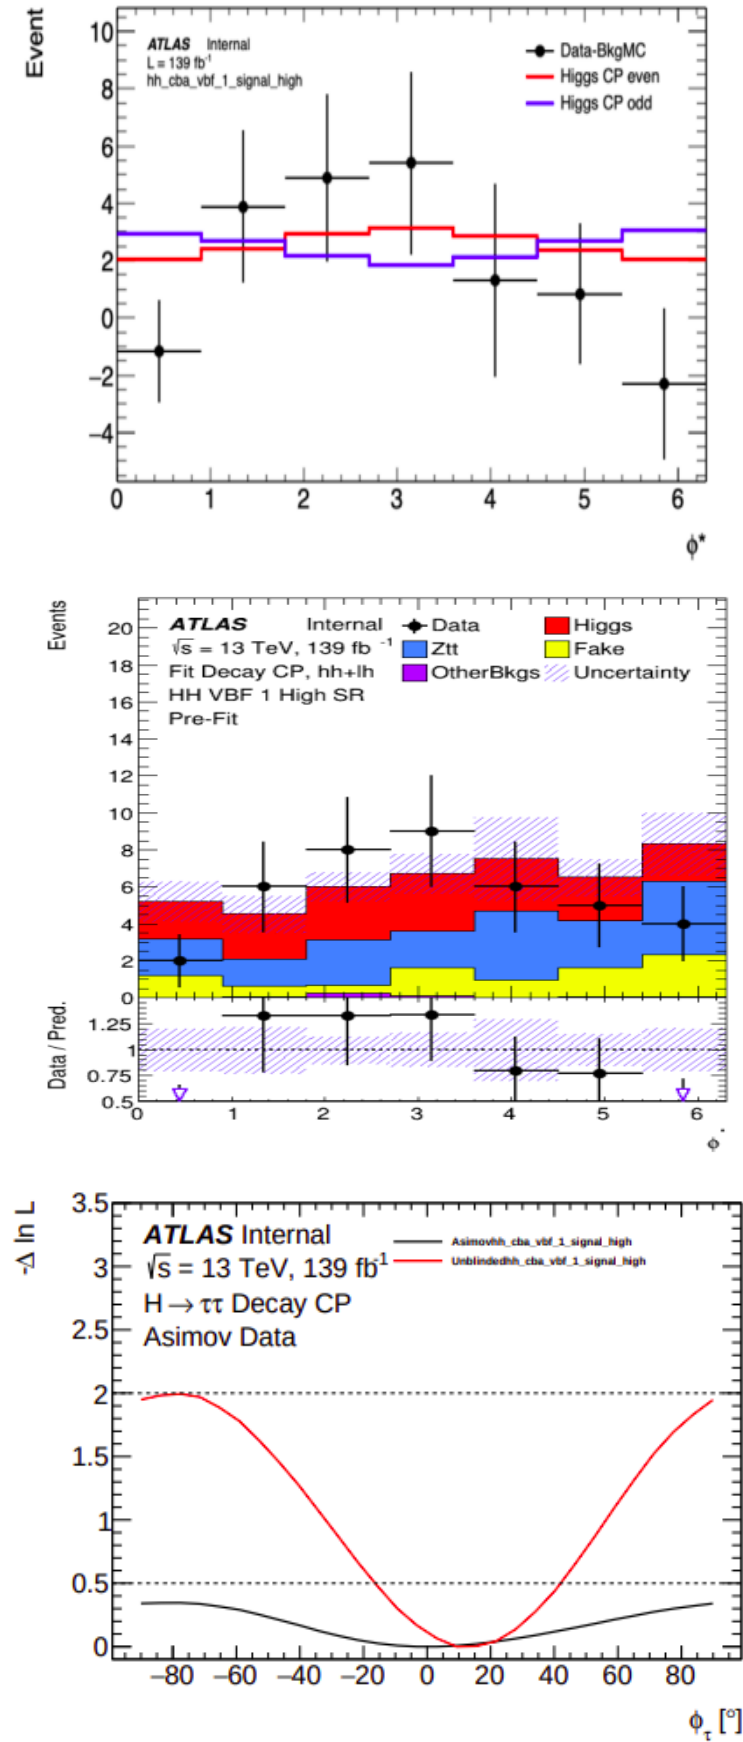 Event
ATLAS Internal
L = 139 fb⁻¹
hh_cba_vbf_1_signal_high
Data-BkgMC
Higgs CP even
Higgs CP odd
10
8
6
4
2
0
−2
−4
0 1 2 3 4 5 6
ϕ*
Events
ATLAS Internal
√s = 13 TeV, 139 fb⁻¹
Fit Decay CP, hh+lh
HH VBF 1 High SR
Pre-Fit
Data Higgs
Ztt Fake
OtherBkgs Uncertainty
20
18
16
14
12
10
8
6
4
2
0
Data / Pred.
1.25
1
0.75
0.5
0 1 2 3 4 5 6
ϕ*
-Δ ln L
ATLAS Internal
√s = 13 TeV, 139 fb⁻¹
H → ττ Decay CP
Asimov Data
Asimovhh_cba_vbf_1_signal_high
Unblindedhh_cba_vbf_1_signal_high
3.5
3
2.5
2
1.5
1
0.5
0
−80 −60 −40 −20 0 20 40 60 80
ϕτ [°]